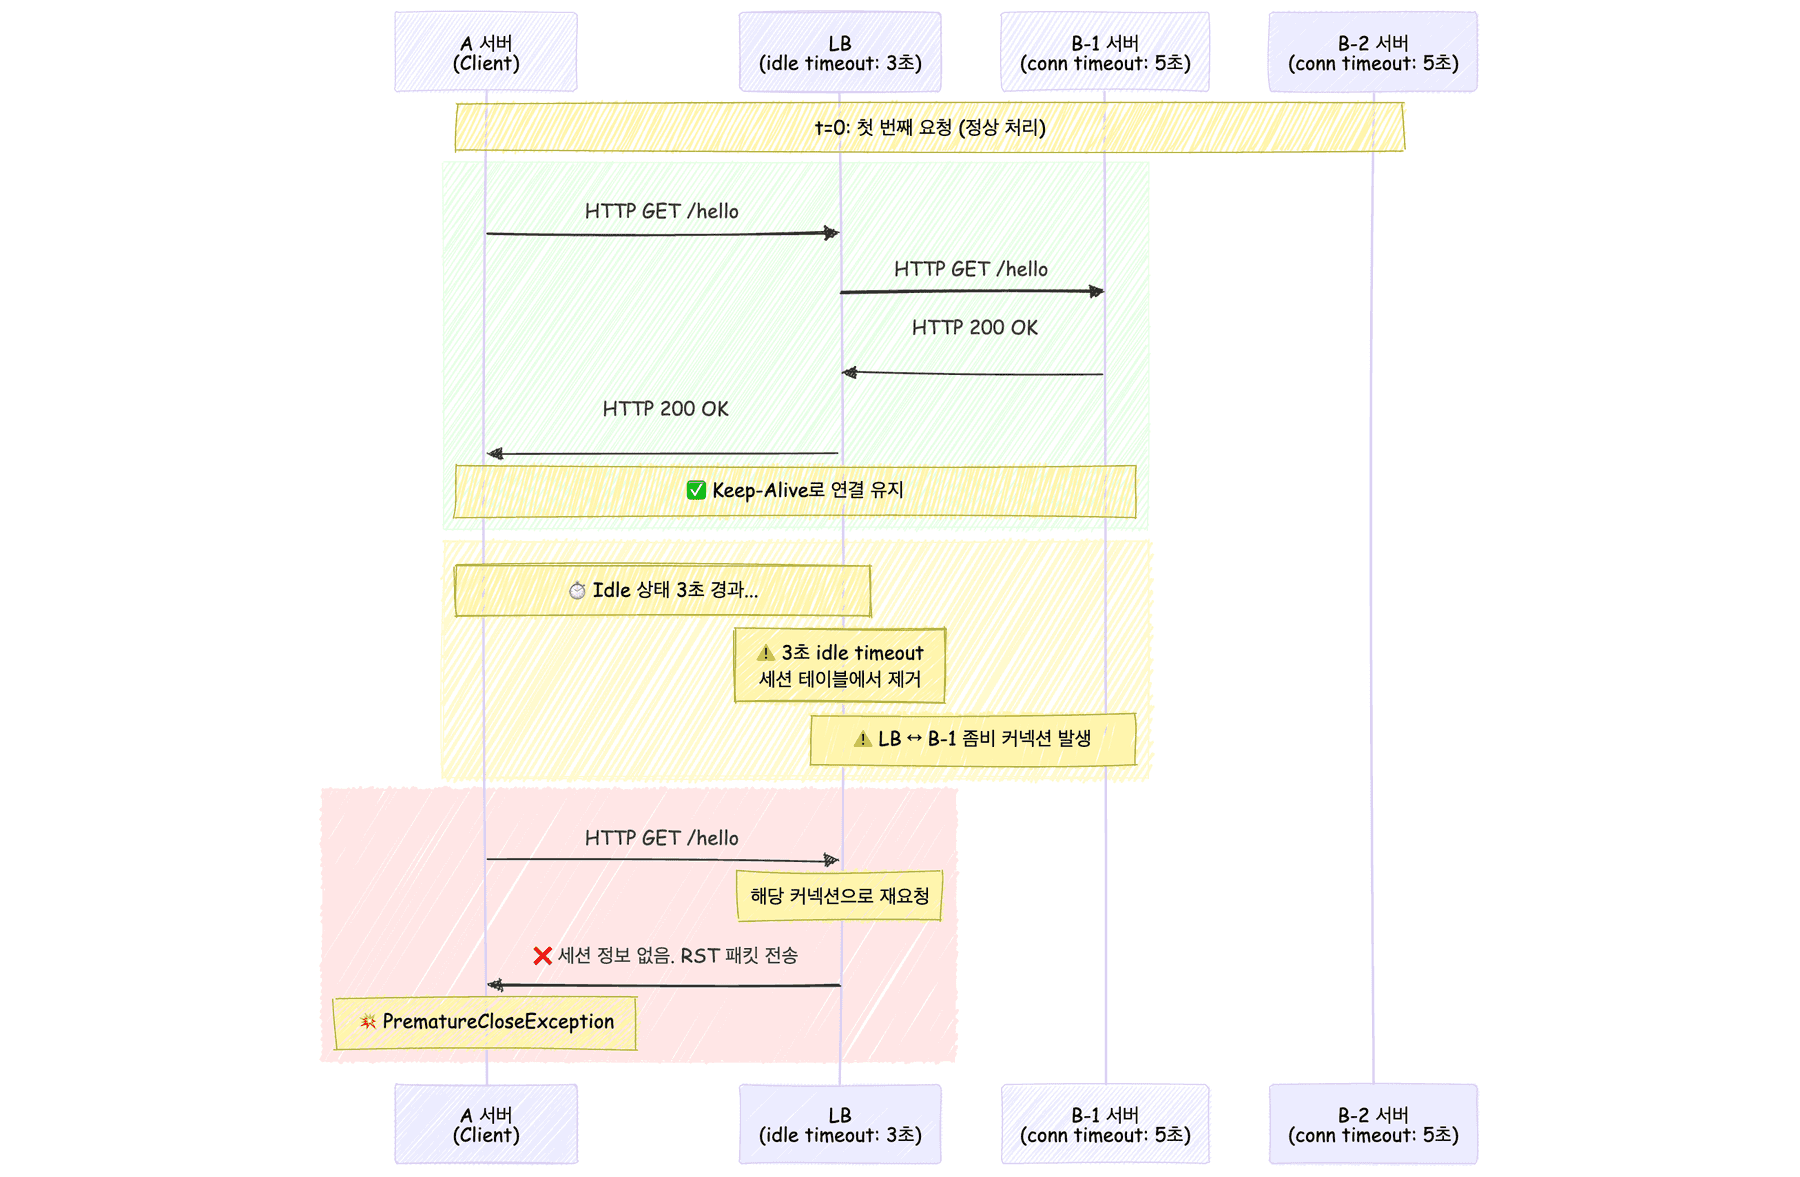 A 서버
(Client)
LB
(idle timeout: 3초)
B-1 서버
(conn timeout: 5초)
B-2 서버
(conn timeout: 5초)
t=0: 첫 번째 요청 (정상 처리)
HTTP GET /hello
HTTP GET /hello
HTTP 200 OK
HTTP 200 OK
✅ Keep-Alive로 연결 유지
⏱️ Idle 상태 3초 경과...
⚠️ 3초 idle timeout
세션 테이블에서 제거
⚠️ LB ↔ B-1 좀비 커넥션 발생
HTTP GET /hello
해당 커넥션으로 재요청
❌ 세션 정보 없음. RST 패킷 전송
💥 PrematureCloseException
A 서버
(Client)
LB
(idle timeout: 3초)
B-1 서버
(conn timeout: 5초)
B-2 서버
(conn timeout: 5초)